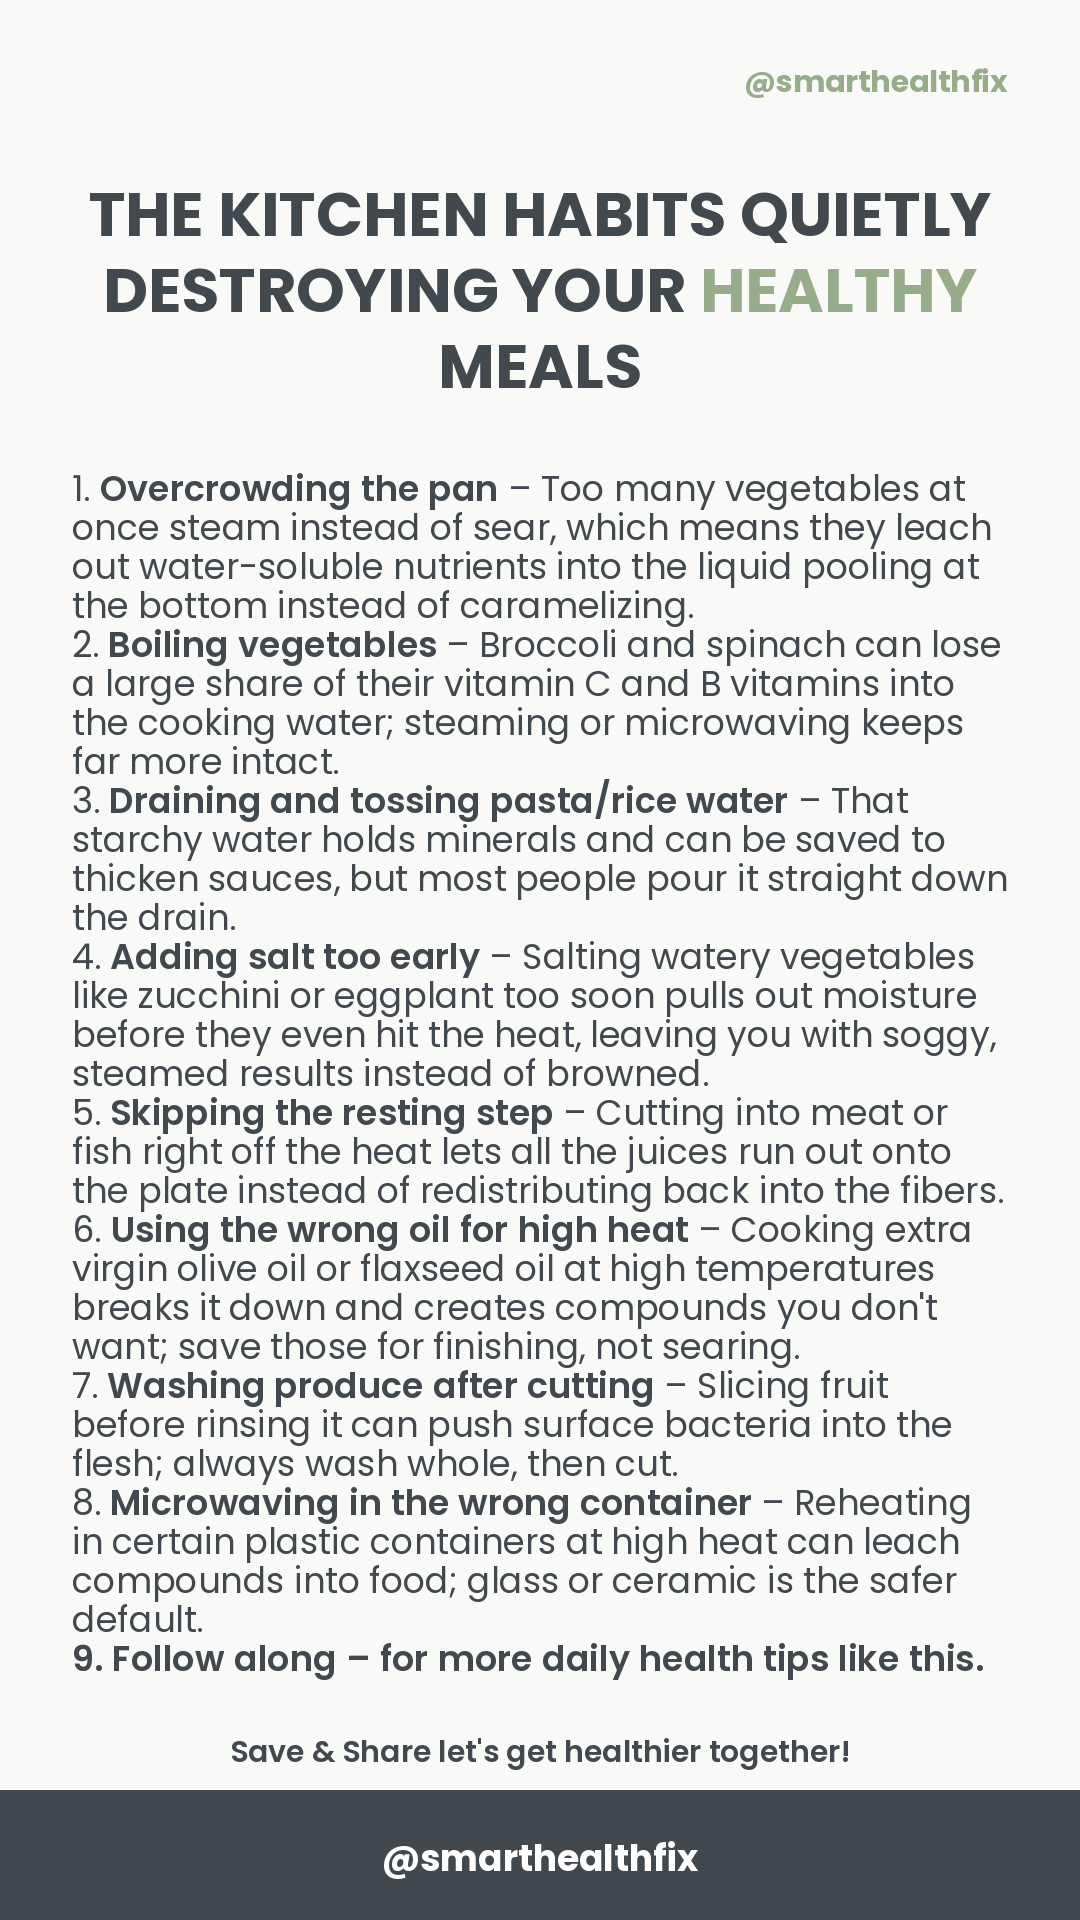 @smarthealthfix
THE KITCHEN HABITS QUIETLY
DESTROYING YOUR HEALTHY
MEALS
1. Overcrowding the pan – Too many vegetables at
once steam instead of sear, which means they leach
out water-soluble nutrients into the liquid pooling at
the bottom instead of caramelizing.
2. Boiling vegetables – Broccoli and spinach can lose
a large share of their vitamin C and B vitamins into
the cooking water; steaming or microwaving keeps
far more intact.
3. Draining and tossing pasta/rice water – That
starchy water holds minerals and can be saved to
thicken sauces, but most people pour it straight down
the drain.
4. Adding salt too early – Salting watery vegetables
like zucchini or eggplant too soon pulls out moisture
before they even hit the heat, leaving you with soggy,
steamed results instead of browned.
5. Skipping the resting step – Cutting into meat or
fish right off the heat lets all the juices run out onto
the plate instead of redistributing back into the fibers.
6. Using the wrong oil for high heat – Cooking extra
virgin olive oil or flaxseed oil at high temperatures
breaks it down and creates compounds you don't
want; save those for finishing, not searing.
7. Washing produce after cutting – Slicing fruit
before rinsing it can push surface bacteria into the
flesh; always wash whole, then cut.
8. Microwaving in the wrong container – Reheating
in certain plastic containers at high heat can leach
compounds into food; glass or ceramic is the safer
default.
9. Follow along – for more daily health tips like this.
Save & Share let's get healthier together!
@smarthealthfix